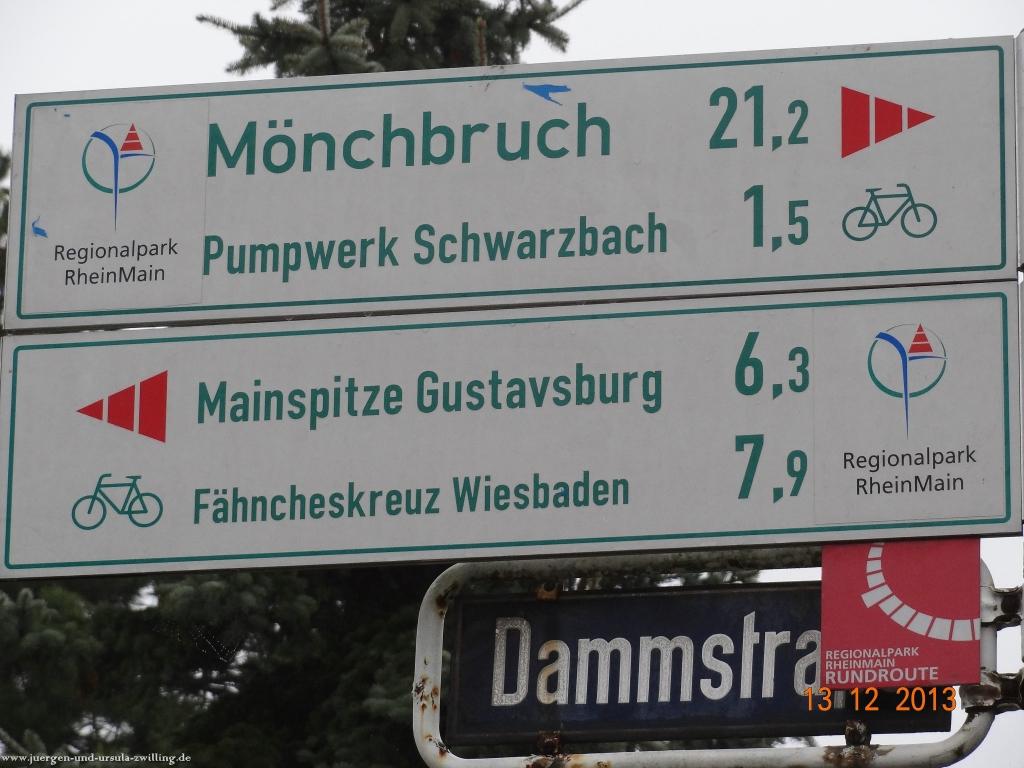 Mönchbruch 21,2
Regionalpark
RheinMain
Pumpwerk Schwarzbach 1,5
Mainspitze Gustavsburg 6,3
Fähncheskreuz Wiesbaden 7,9
Regionalpark
RheinMain
Dammstra
REGIONALPARK
RHEINMAIN
RUNDROUTE
13 12 2013
www.juergen-und-ursula-zwilling.de